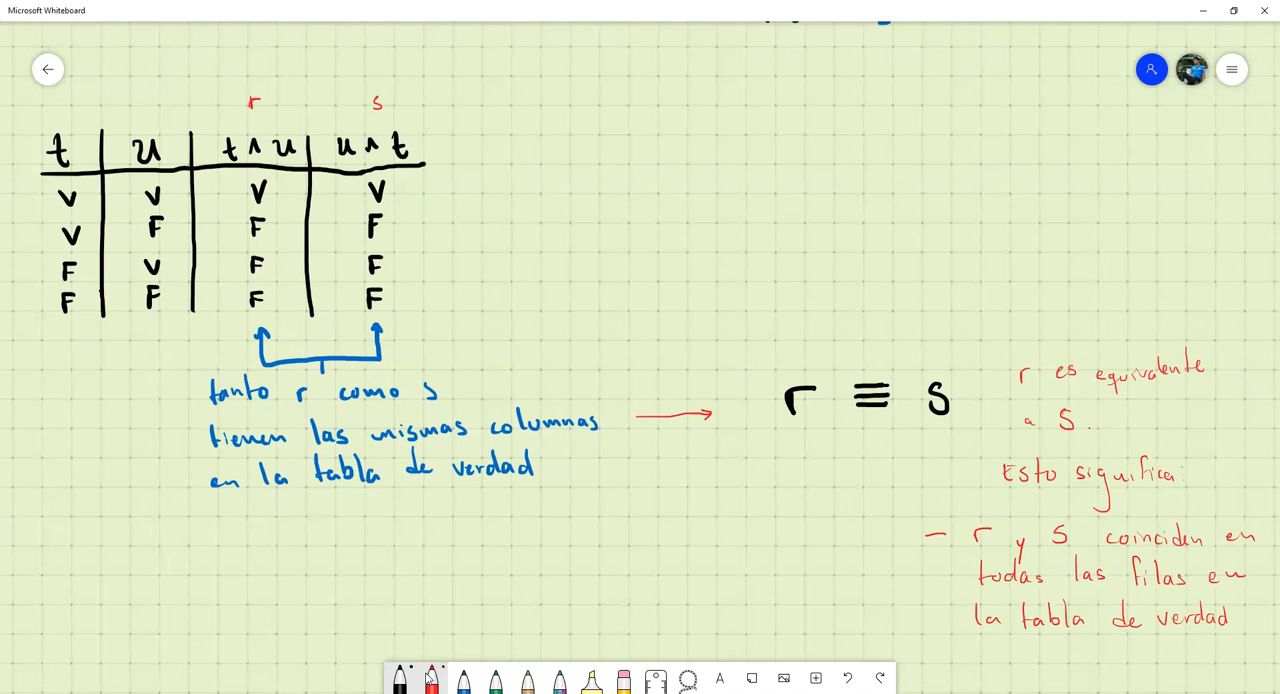 Microsoft Whiteboard
r s
t u t ∧ u u ∧ t
V V V V
V F F F
F V F F
F F F F
tanto r como s
tienen las mismas columnas
en la tabla de verdad
r ≡ s
r es equivalente
a S.
Esto significa:
— r y s coinciden en
todas las filas en
la tabla de verdad
A